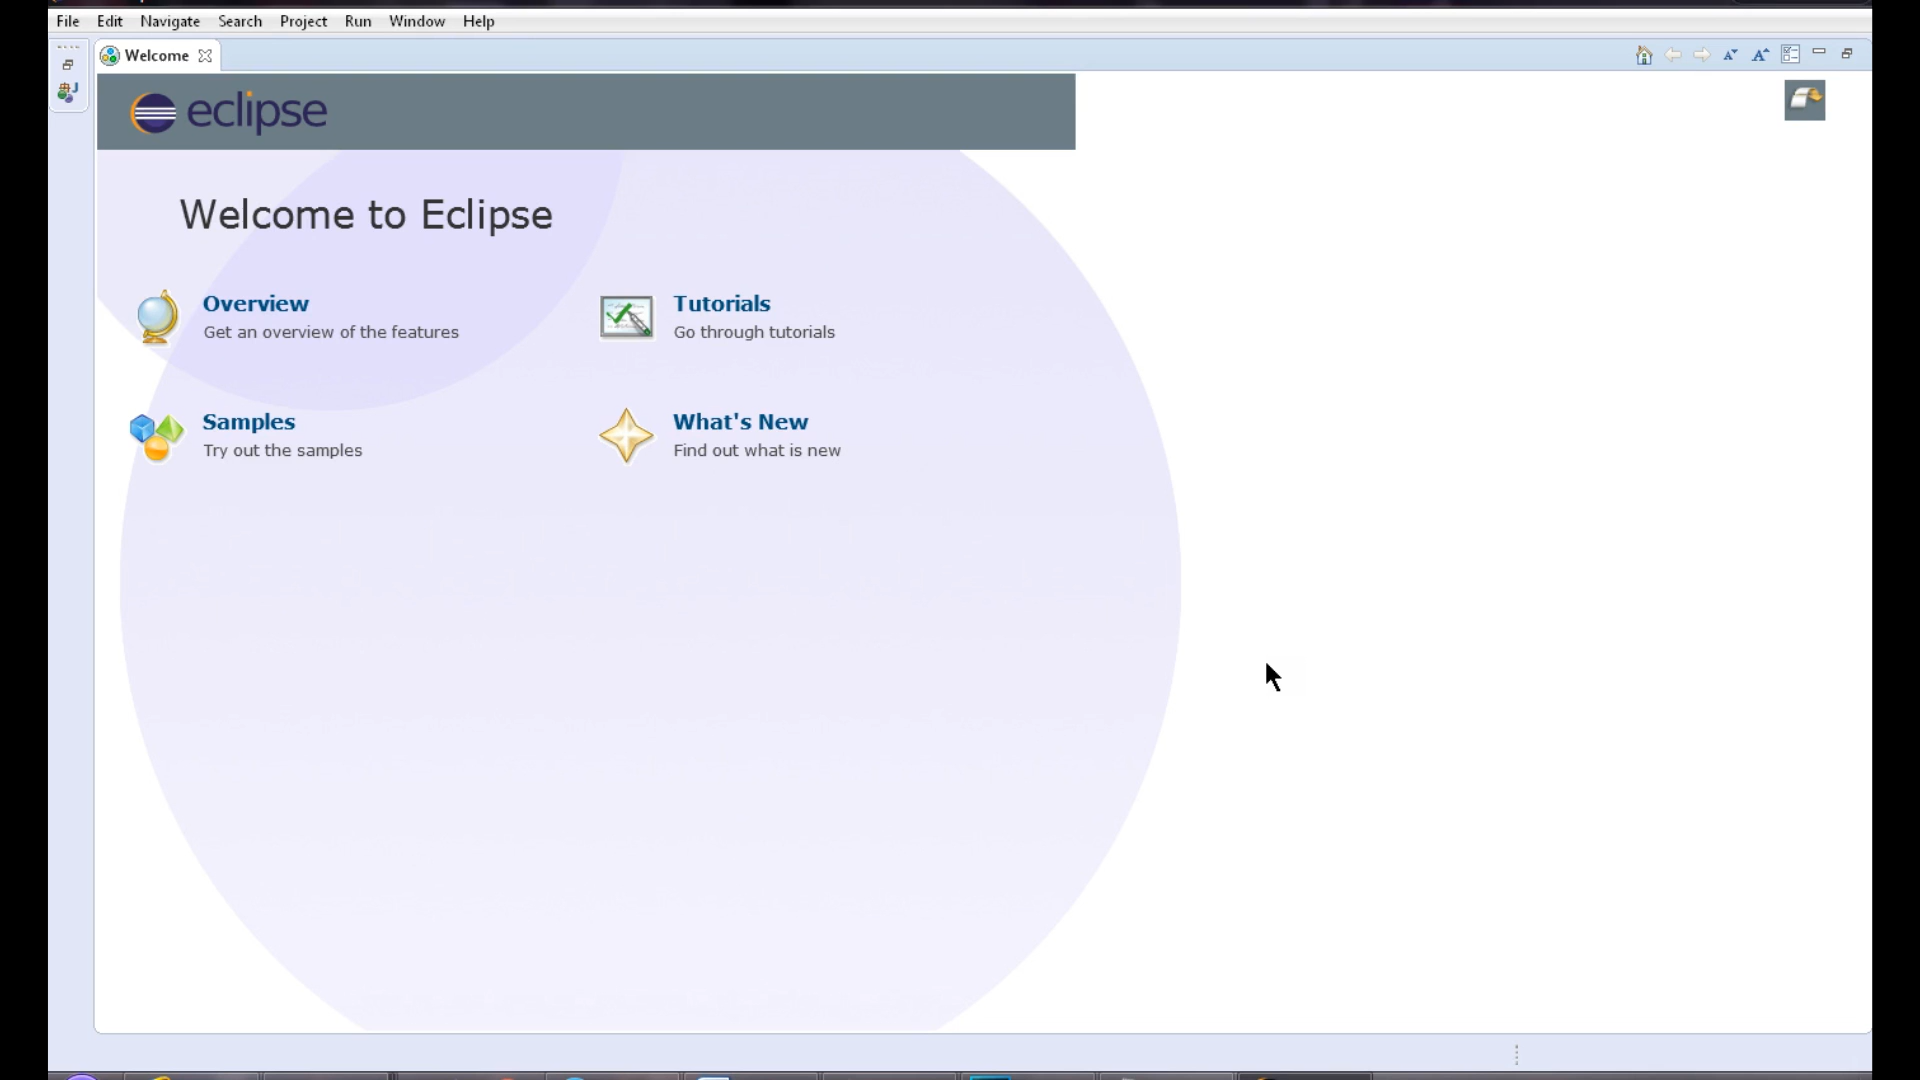 File Edit Navigate Search Project Run Window Help
Welcome
eclipse
Welcome to Eclipse
Overview
Get an overview of the features
Tutorials
Go through tutorials
Samples
Try out the samples
What's New
Find out what is new